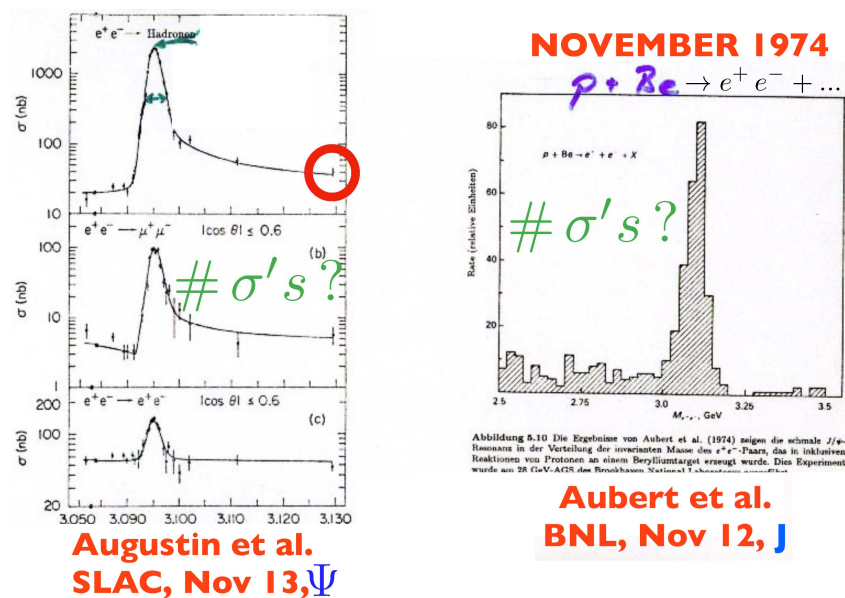 NOVEMBER 1974
p + Be → e⁺ e⁻ + ...
e⁺e⁻ → Hadronen
σ (nb)
1000
100
10
e⁺e⁻ → μ⁺μ⁻ |cos θ| ≤ 0.6
(b)
σ (nb)
100
10
1
# σ's ?
e⁺e⁻ → e⁺e⁻ |cos θ| ≤ 0.6
(c)
σ (nb)
200
100
20
3.050 3.090 3.100 3.110 3.120 3.130
Augustin et al.
SLAC, Nov 13, Ψ
p + Be → e⁺ + e⁻ + X
Rate (relative Einheiten)
80
60
40
20
# σ's ?
2.5 2.75 3.0 3.25 3.5
GeV
Abbildung 5.10 Die Ergebnisse von Aubert et al. (1974) zeigen die schmale J/ψ-
Resonanz in der Verteilung der invarianten Masse des e⁺e⁻-Paars, das in inklusiven
Reaktionen von Protonen an einem Berylliumtarget erzeugt wurde. Dies Experiment
wurde am 28 GeV-AGS des Brookhaven National Laboratory ausgeführt
Aubert et al.
BNL, Nov 12, J